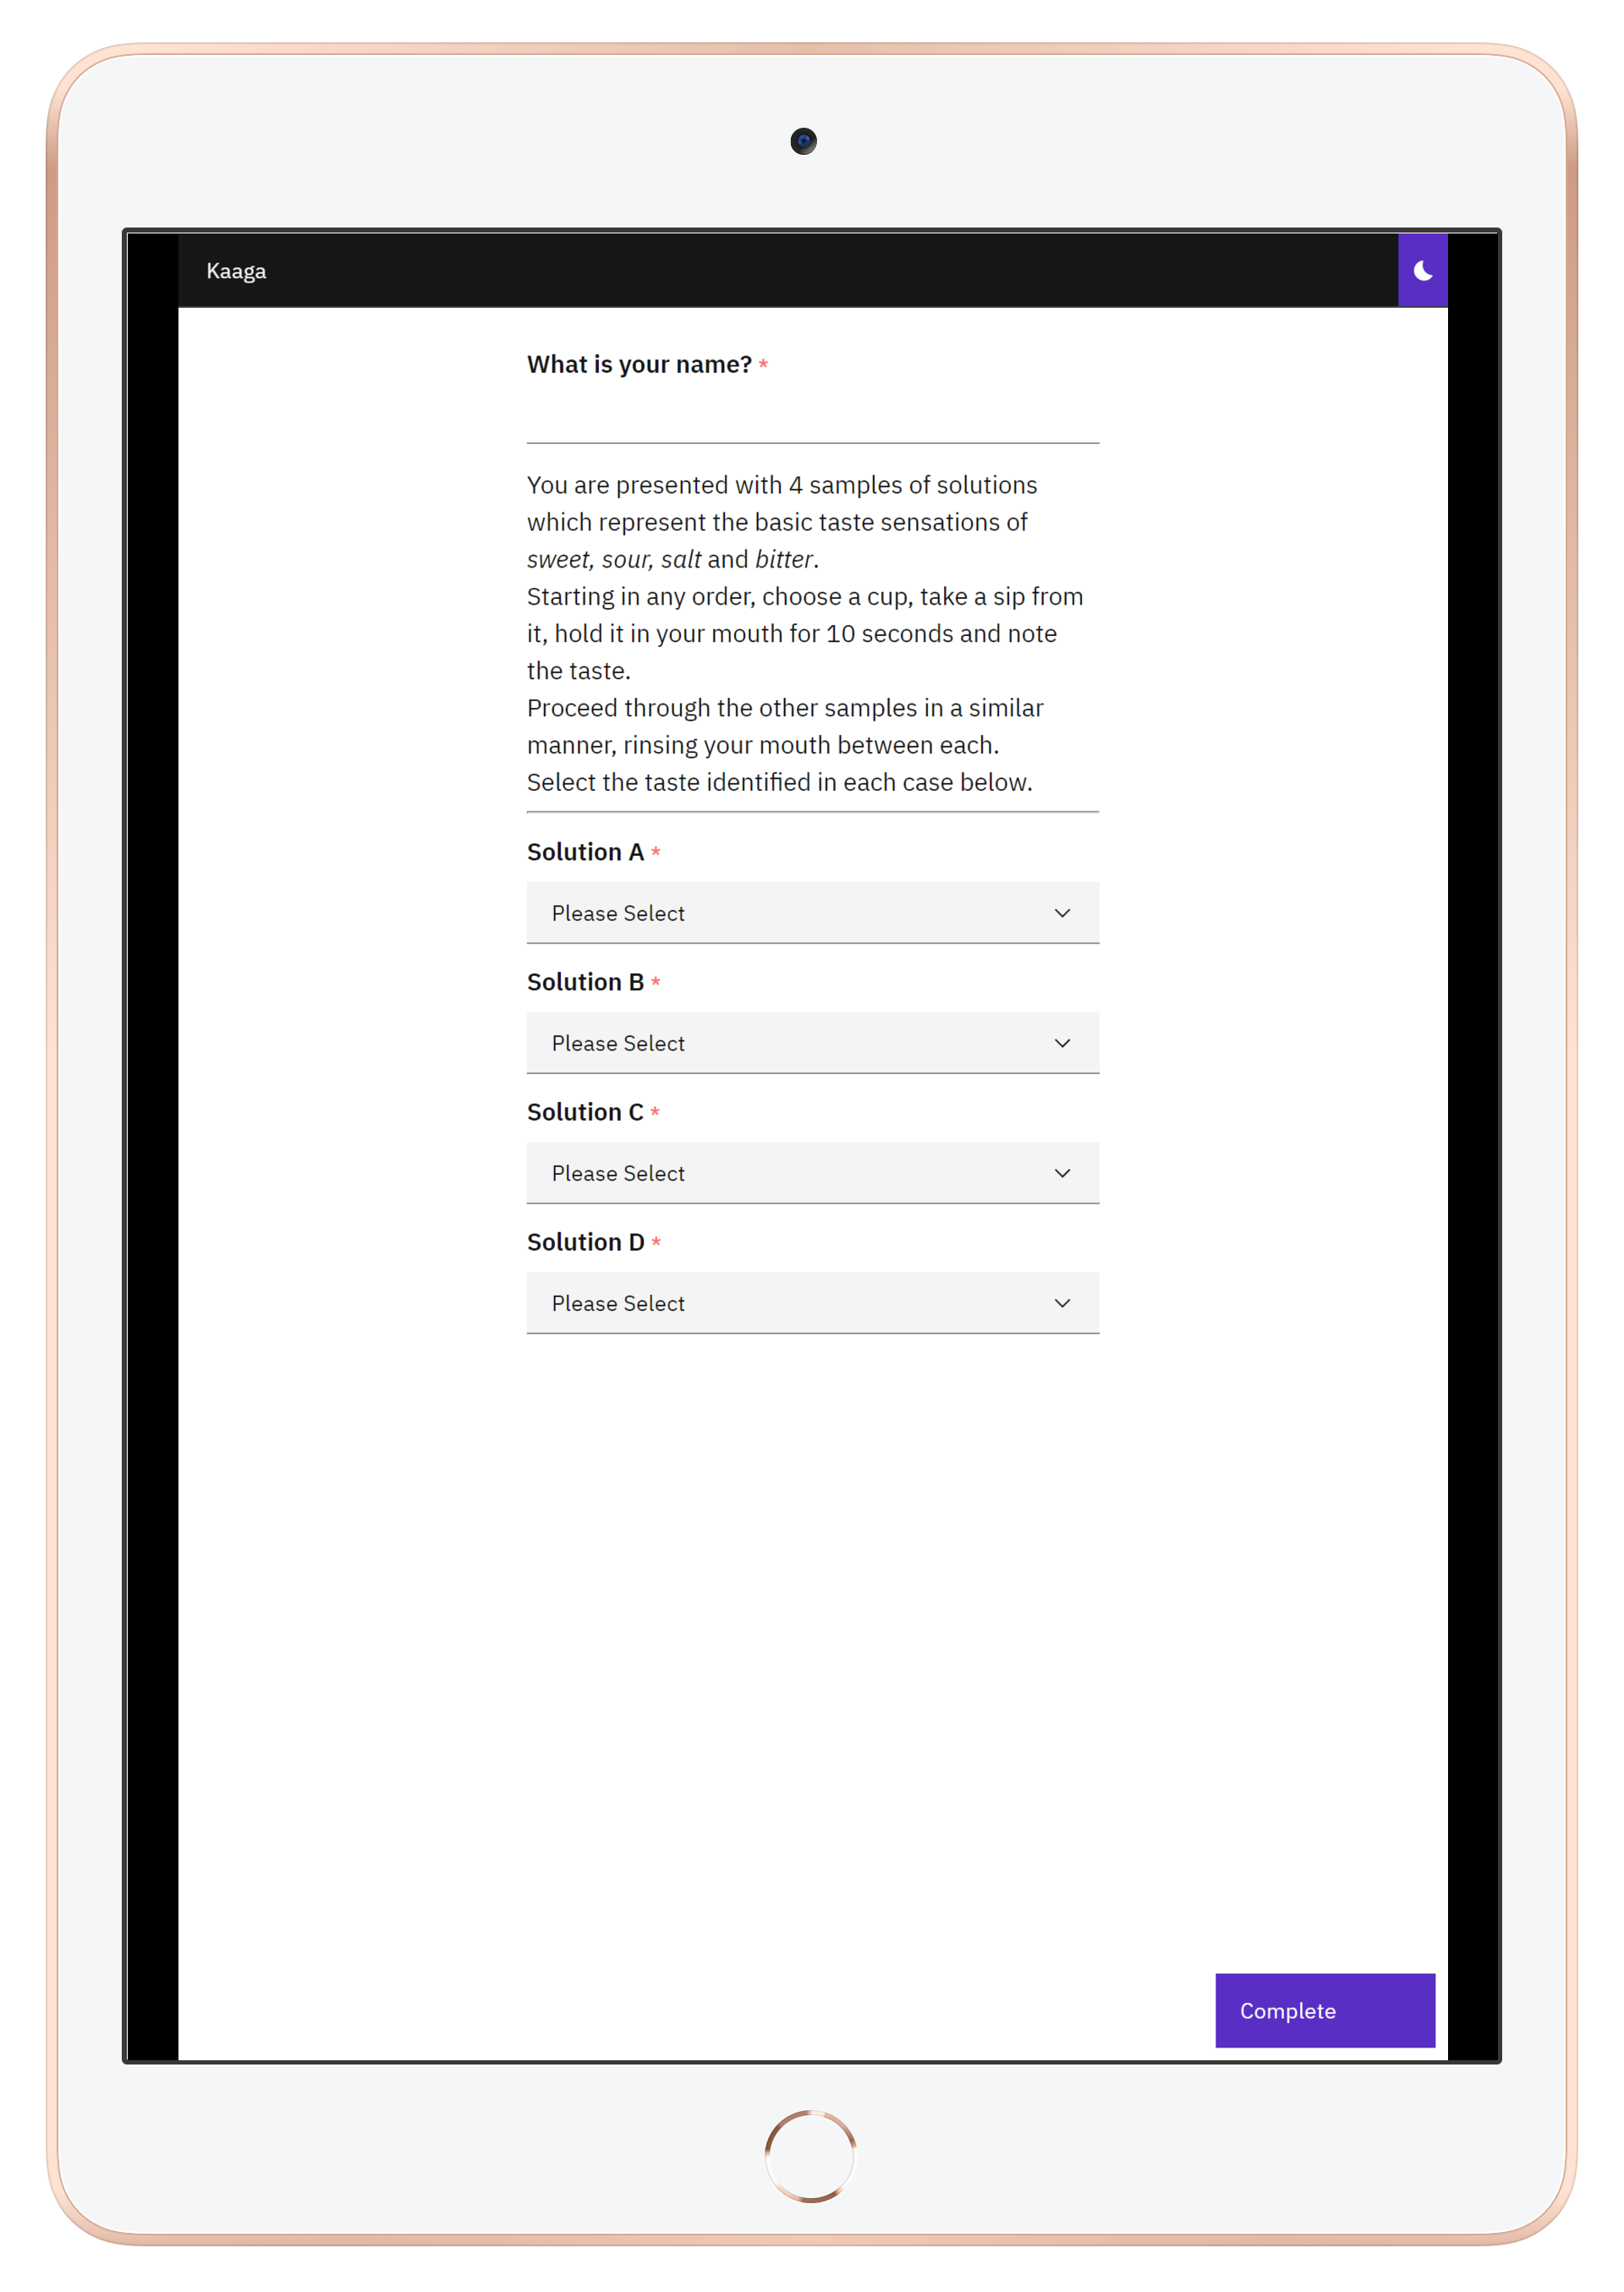 Kaaga
What is your name? *
You are presented with 4 samples of solutions
which represent the basic taste sensations of
sweet, sour, salt and bitter.
Starting in any order, choose a cup, take a sip from
it, hold it in your mouth for 10 seconds and note
the taste.
Proceed through the other samples in a similar
manner, rinsing your mouth between each.
Select the taste identified in each case below.
Solution A *
Please Select
Solution B *
Please Select
Solution C *
Please Select
Solution D *
Please Select
Complete